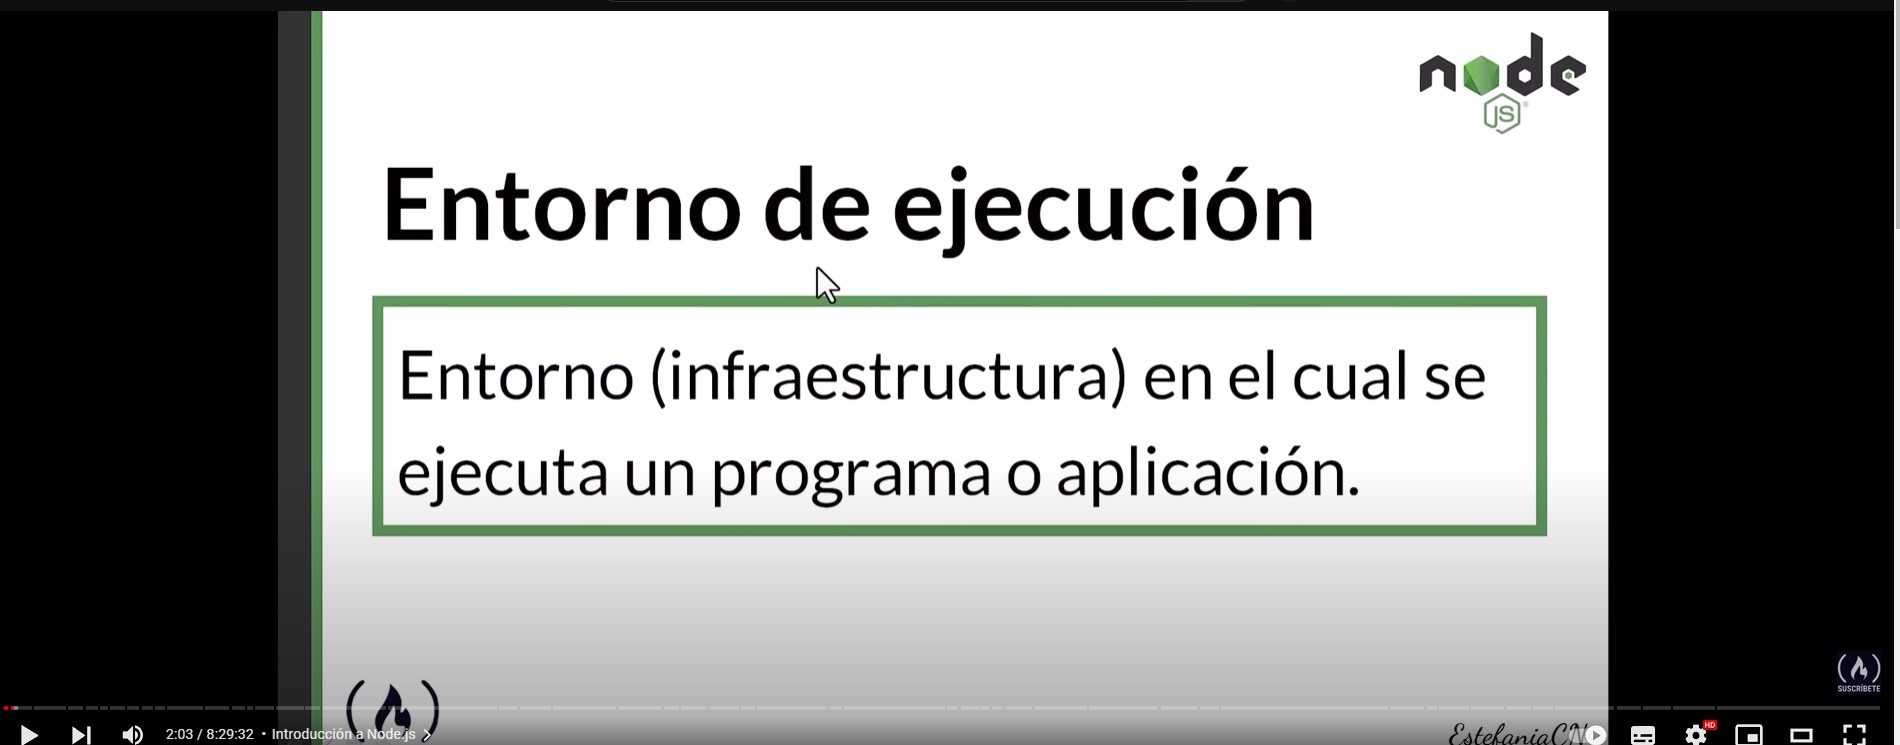 node
JS
Entorno de ejecución
Entorno (infraestructura) en el cual se
ejecuta un programa o aplicación.
SUSCRÍBETE
EstefaniaCN
HD
2:03 / 8:29:32 • Introducción a Node.js